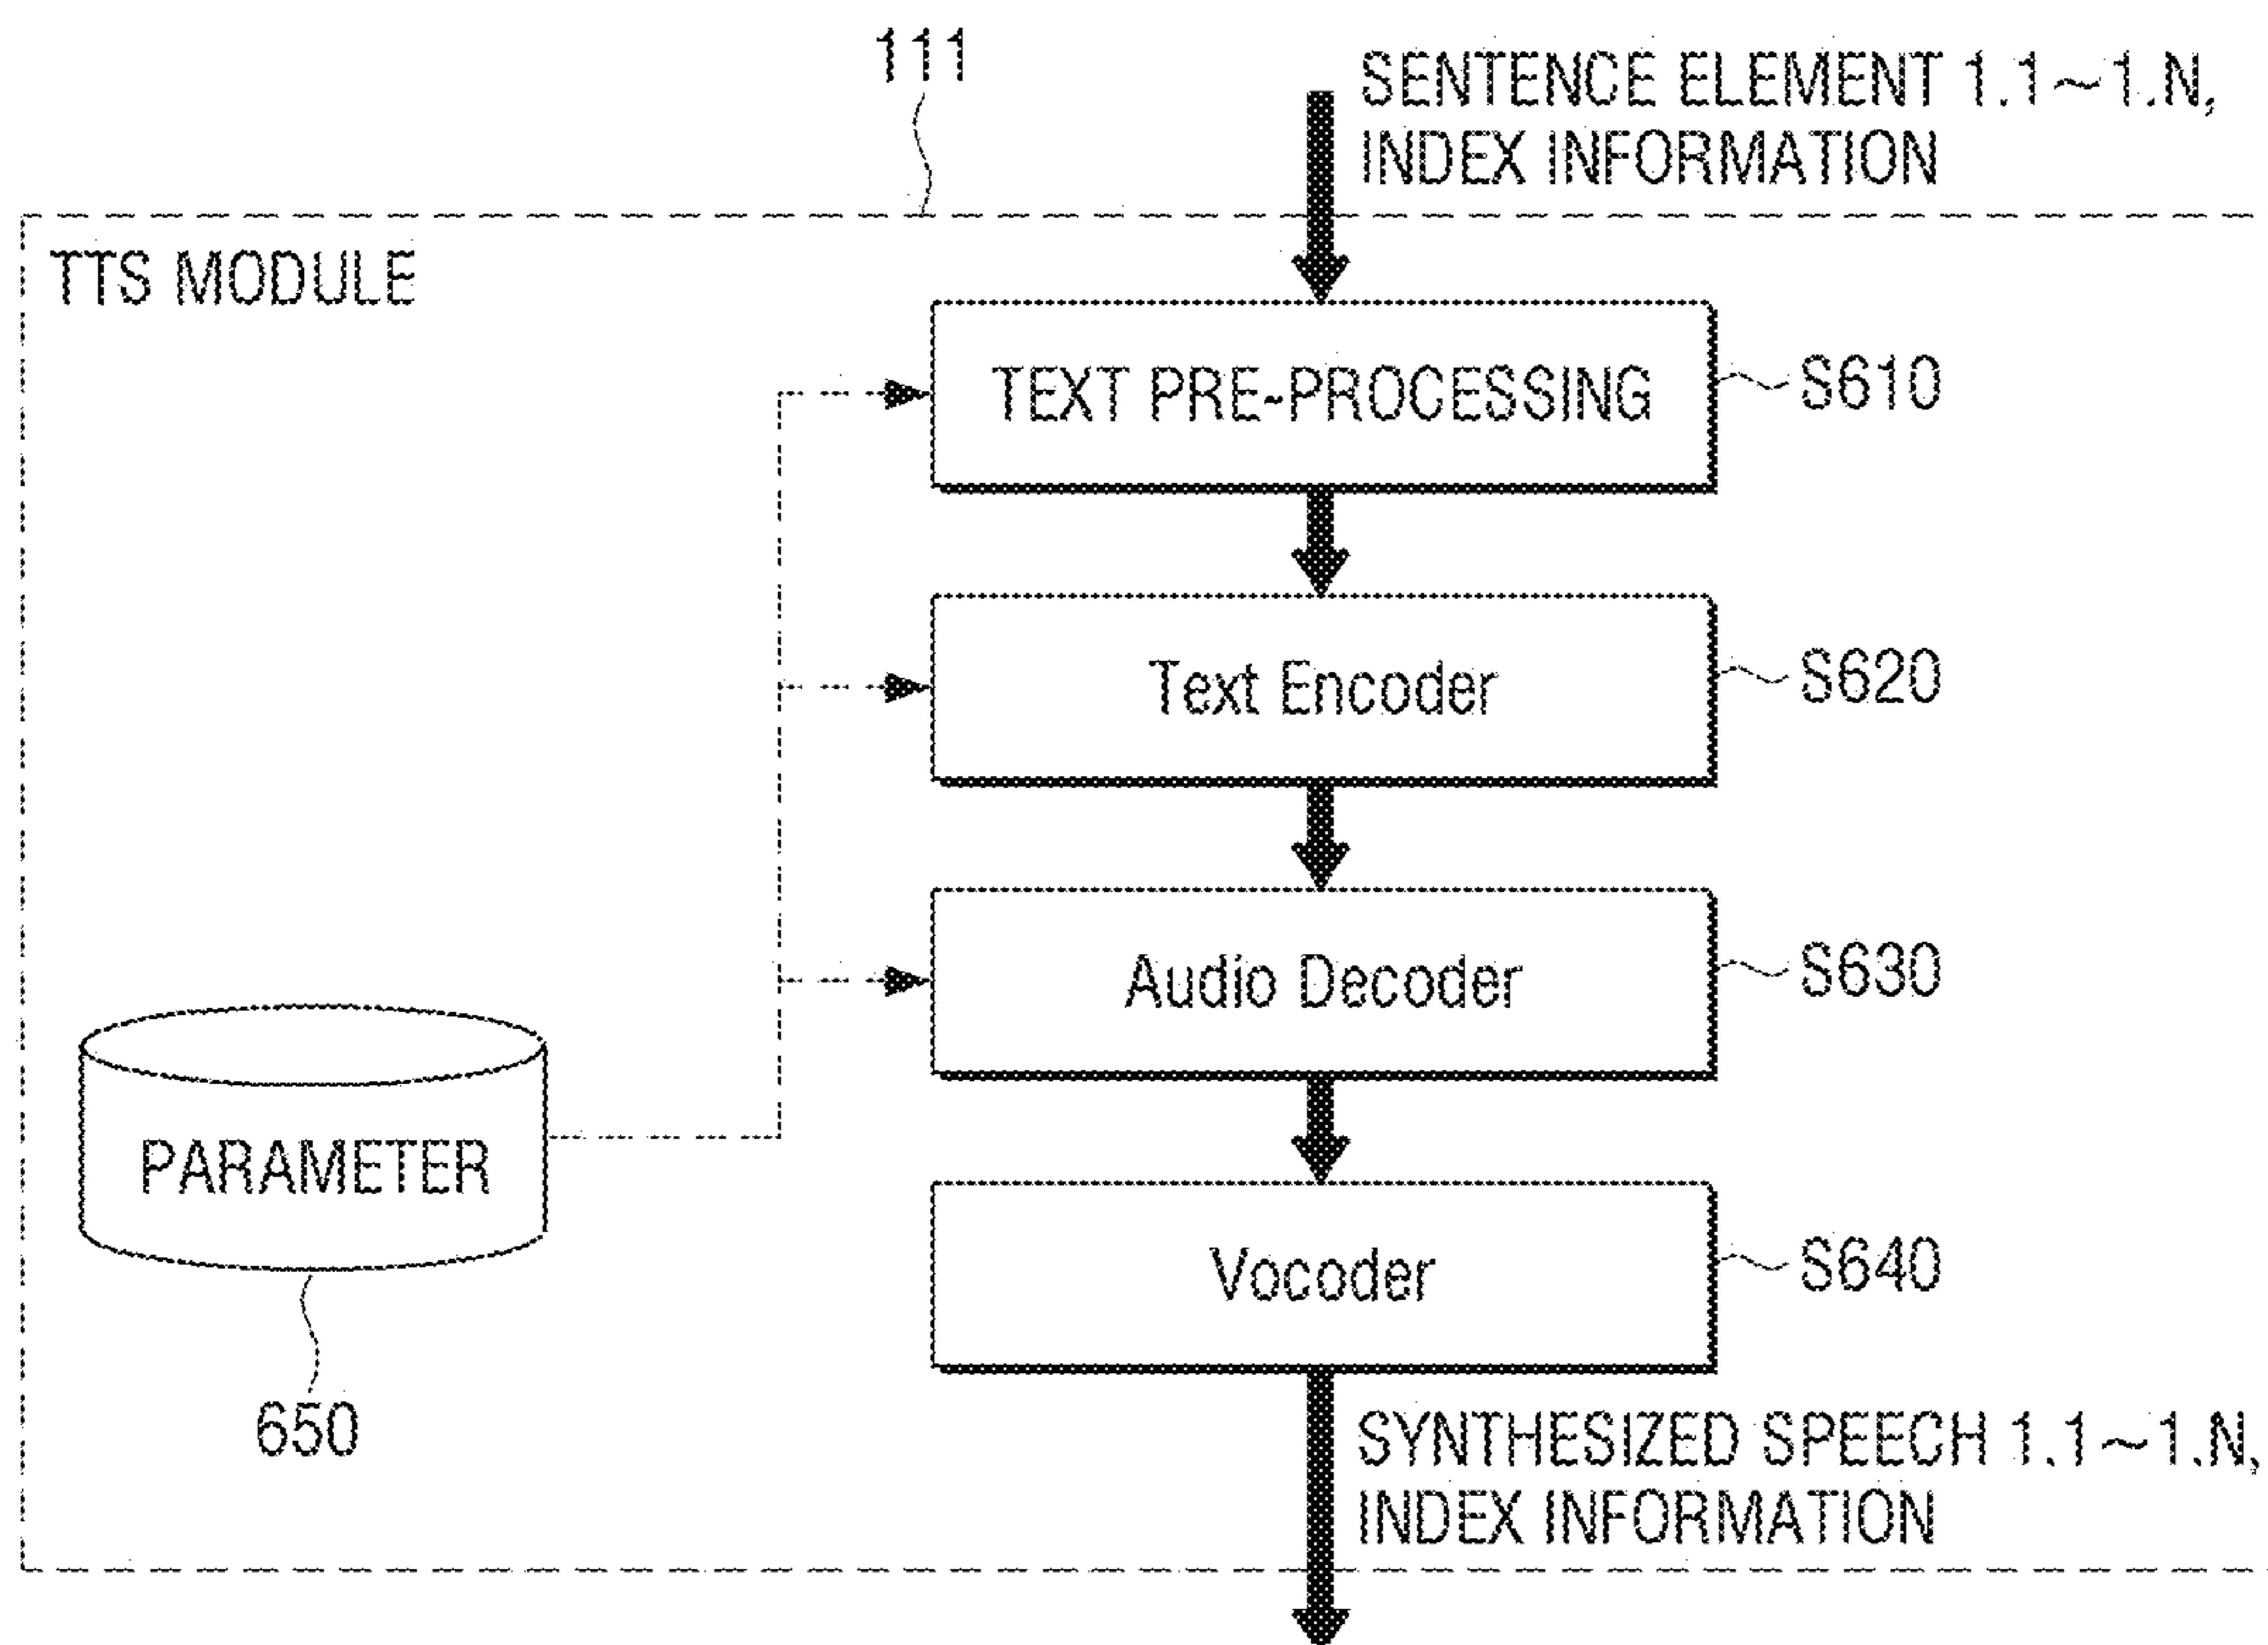 111
SENTENCE ELEMENT 1.1~1.N,
INDEX INFORMATION
TTS MODULE
TEXT PRE-PROCESSING
S610
Text Encoder
S620
Audio Decoder
S630
PARAMETER
650
Vocoder
S640
SYNTHESIZED SPEECH 1.1~1.N,
INDEX INFORMATION